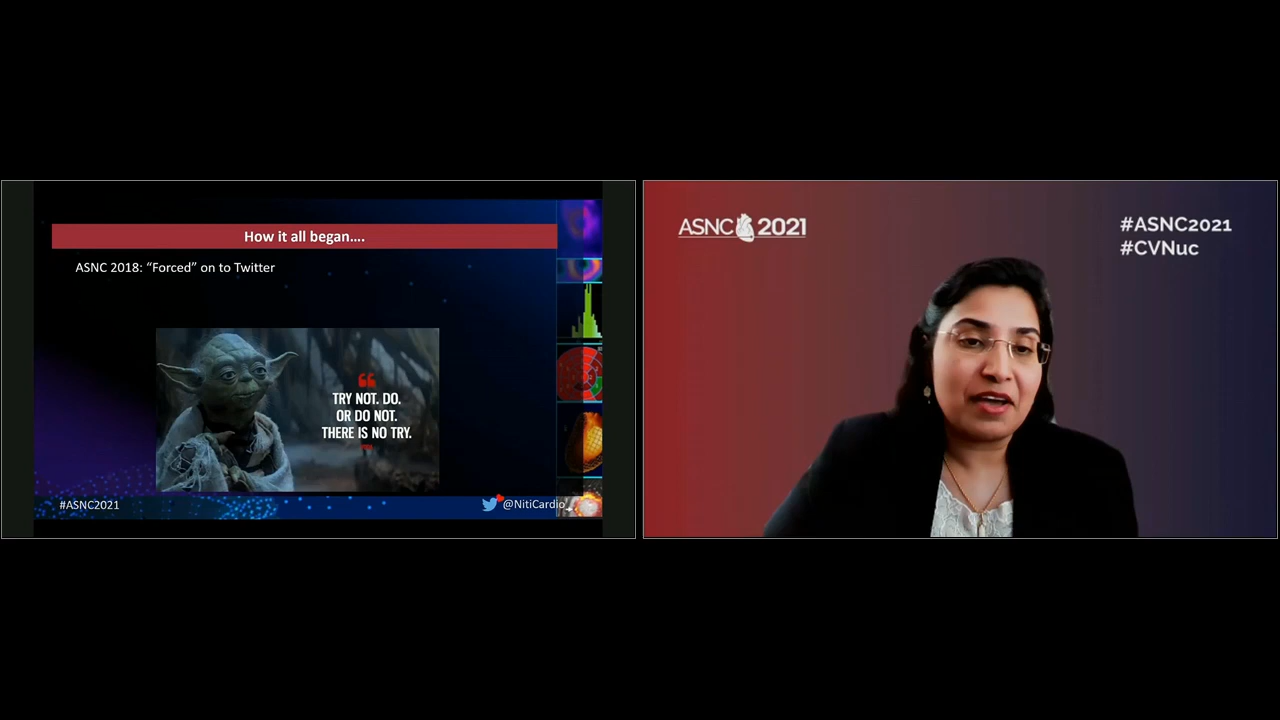 How it all began....
ASNC 2018: “Forced” on to Twitter
TRY NOT. DO.
OR DO NOT.
THERE IS NO TRY.
#ASNC2021
@NitiCardio
ASNC 2021
#ASNC2021
#CVNuc